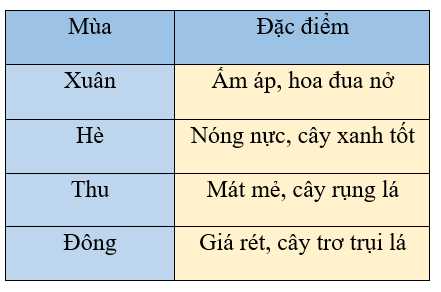 Mùa Đặc điểm
Xuân Ấm áp, hoa đua nở
Hè Nóng nực, cây xanh tốt
Thu Mát mẻ, cây rụng lá
Đông Giá rét, cây trơ trụi lá